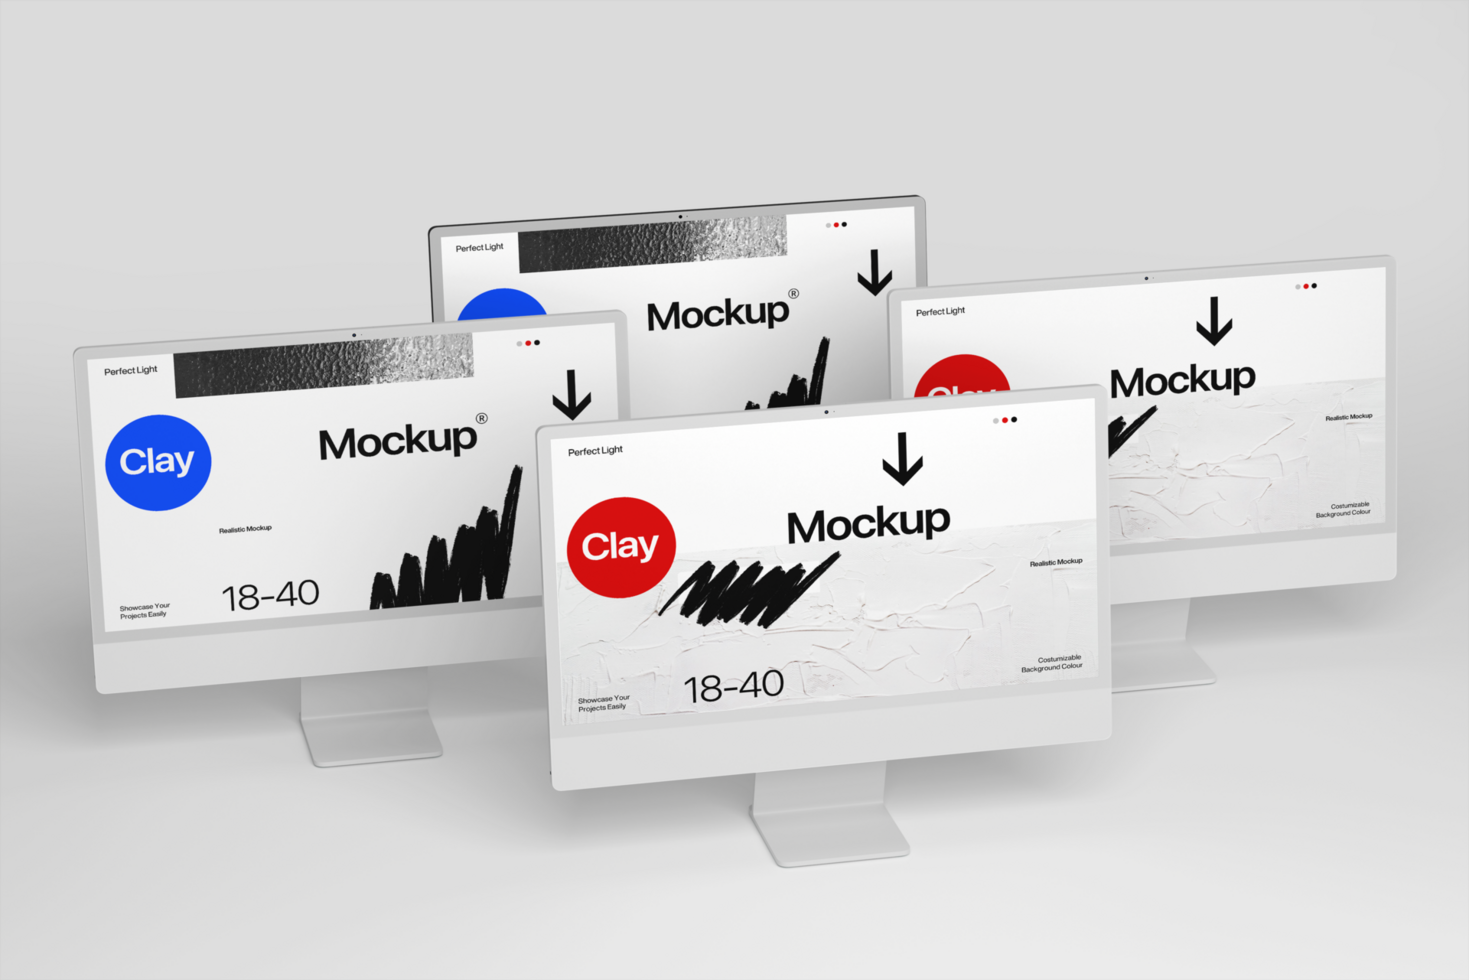 Perfect Light
Mockup®
Perfect Light
Mockup
Realistic Mockup
Costumizable
Background Colour
Perfect Light
Clay
Mockup®
Realistic Mockup
18-40
Showcase Your
Projects Easily
Perfect Light
Clay
Mockup
Realistic Mockup
18-40
Showcase Your
Projects Easily
Costumizable
Background Colour